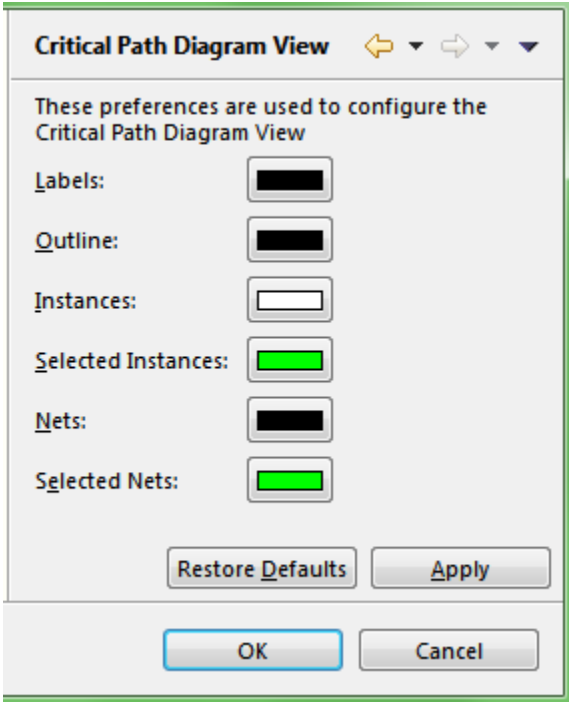 Critical Path Diagram View
These preferences are used to configure the
Critical Path Diagram View
Labels:
Outline:
Instances:
Selected Instances:
Nets:
Selected Nets:
Restore Defaults Apply
OK Cancel